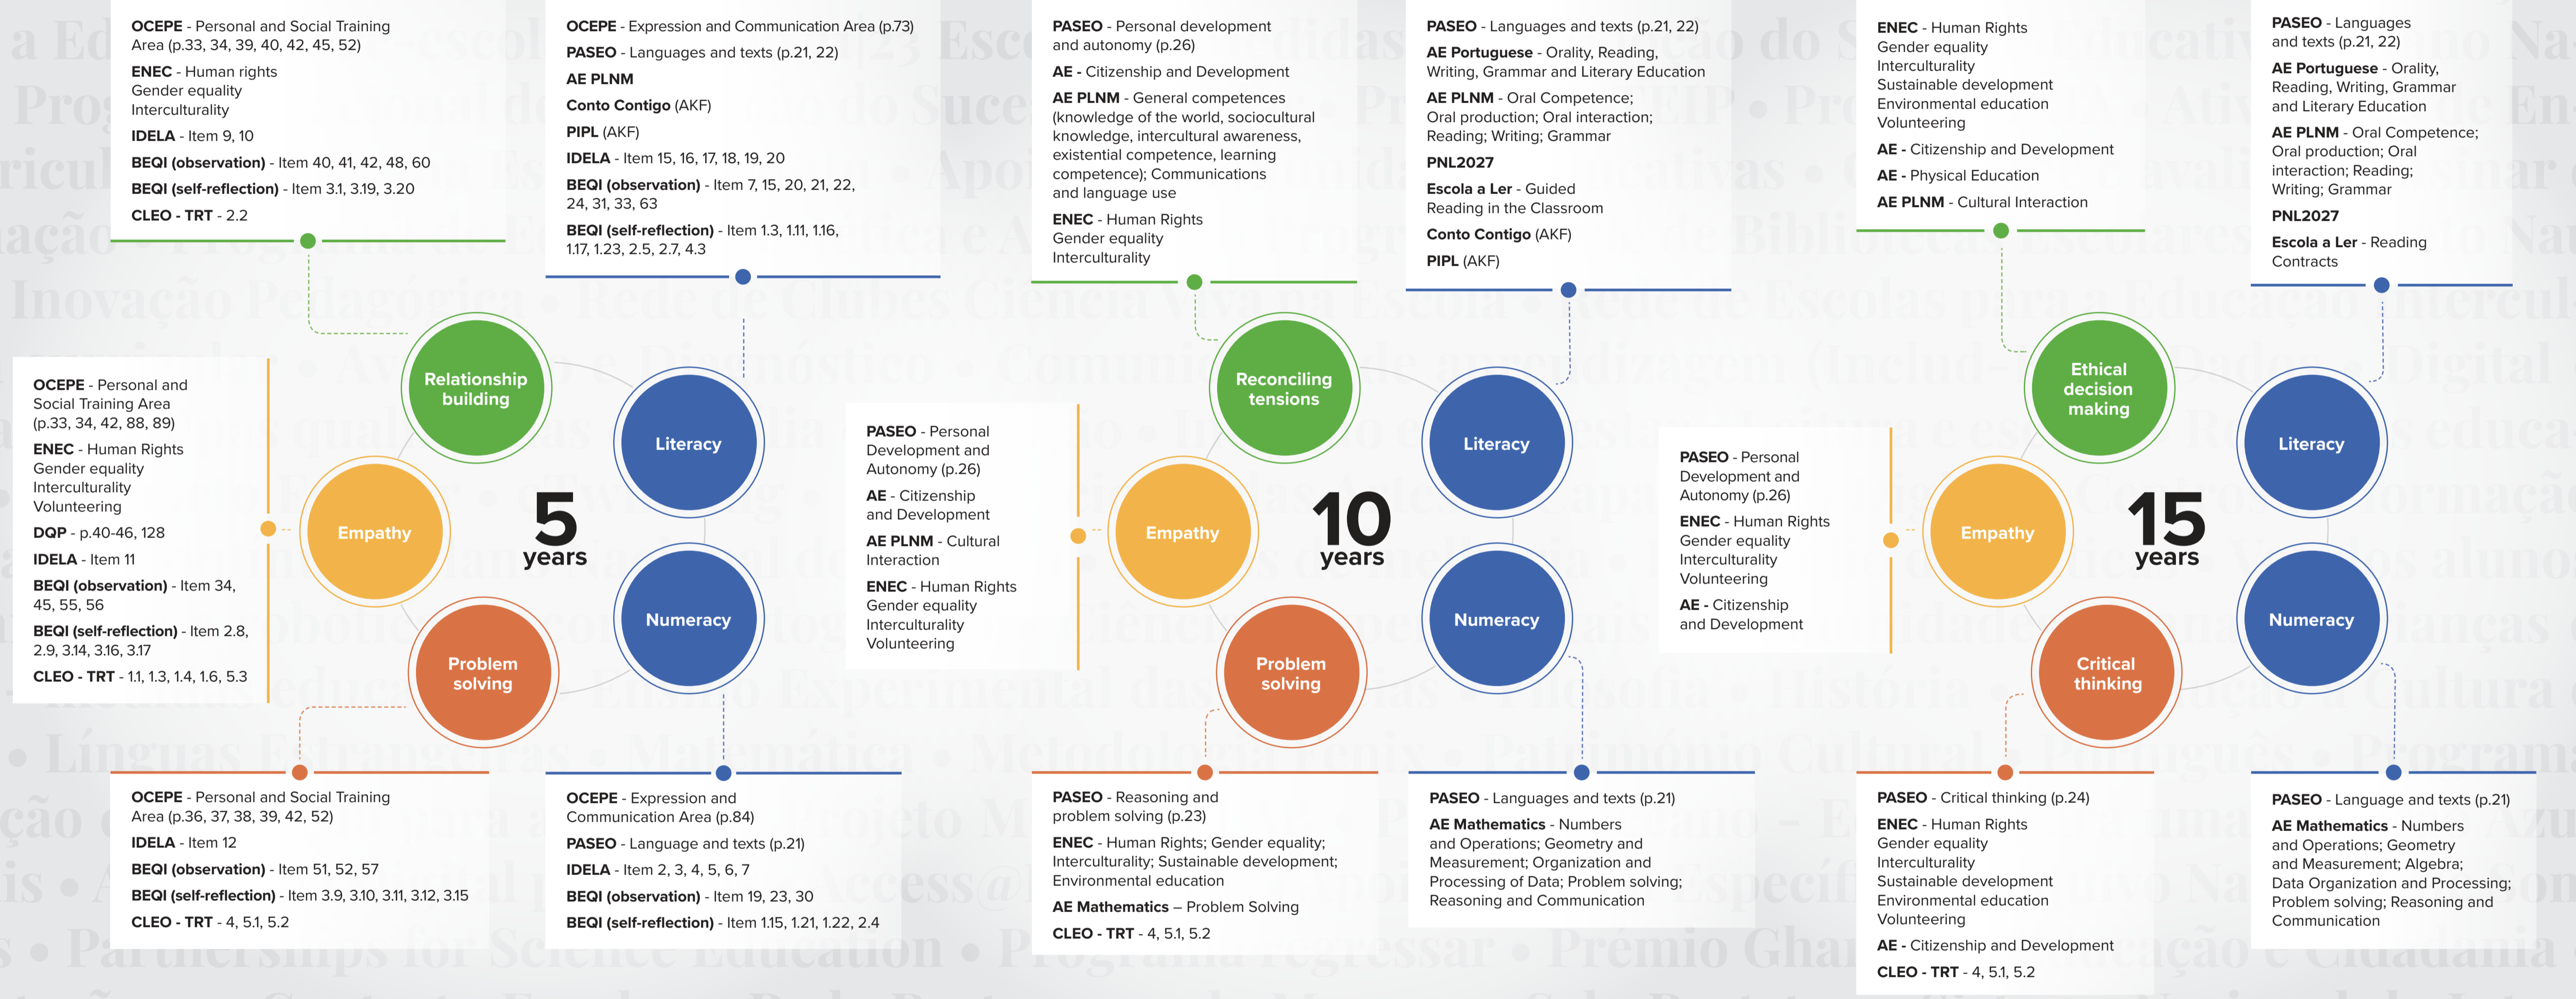 OCEPE - Personal and Social Training
Area (p.33, 34, 39, 40, 42, 45, 52)
ENEC - Human rights
Gender equality
Interculturality
IDELA - Item 9, 10
BEQI (observation) - Item 40, 41, 42, 48, 60
BEQI (self-reflection) - Item 3.1, 3.19, 3.20
CLEO - TRT - 2.2
OCEPE - Expression and Communication Area (p.73)
PASEO - Languages and texts (p.21, 22)
AE PLNM
Conto Contigo (AKF)
PIPL (AKF)
IDELA - Item 15, 16, 17, 18, 19, 20
BEQI (observation) - Item 7, 15, 20, 21, 22,
24, 31, 33, 63
BEQI (self-reflection) - Item 1.3, 1.11, 1.16,
1.17, 1.23, 2.5, 2.7, 4.3
OCEPE - Personal and
Social Training Area
(p.33, 34, 42, 88, 89)
ENEC - Human Rights
Gender equality
Interculturality
Volunteering
DQP - p.40-46, 128
IDELA - Item 11
BEQI (observation) - Item 34,
45, 55, 56
BEQI (self-reflection) - Item 2.8,
2.9, 3.14, 3.16, 3.17
CLEO - TRT - 1.1, 1.3, 1.4, 1.6, 5.3
Relationship
building
Literacy
Empathy
5
years
Numeracy
Problem
solving
OCEPE - Personal and Social Training
Area (p.36, 37, 38, 39, 42, 52)
IDELA - Item 12
BEQI (observation) - Item 51, 52, 57
BEQI (self-reflection) - Item 3.9, 3.10, 3.11, 3.12, 3.15
CLEO - TRT - 4, 5.1, 5.2
OCEPE - Expression and
Communication Area (p.84)
PASEO - Language and texts (p.21)
IDELA - Item 2, 3, 4, 5, 6, 7
BEQI (observation) - Item 19, 23, 30
BEQI (self-reflection) - Item 1.15, 1.21, 1.22, 2.4
PASEO - Personal development
and autonomy (p.26)
AE - Citizenship and Development
AE PLNM - General competences
(knowledge of the world, sociocultural
knowledge, intercultural awareness,
existential competence, learning
competence); Communications
and language use
ENEC - Human Rights
Gender equality
Interculturality
PASEO - Languages and texts (p.21, 22)
AE Portuguese - Orality, Reading,
Writing, Grammar and Literary Education
AE PLNM - Oral Competence;
Oral production; Oral interaction;
Reading; Writing; Grammar
PNL2027
Escola a Ler - Guided
Reading in the Classroom
Conto Contigo (AKF)
PIPL (AKF)
PASEO - Personal
Development and
Autonomy (p.26)
AE - Citizenship
and Development
AE PLNM - Cultural
Interaction
ENEC - Human Rights
Gender equality
Interculturality
Volunteering
Reconciling
tensions
Literacy
Empathy
10
years
Numeracy
Problem
solving
PASEO - Reasoning and
problem solving (p.23)
ENEC - Human Rights; Gender equality;
Interculturality; Sustainable development;
Environmental education
AE Mathematics – Problem Solving
CLEO - TRT - 4, 5.1, 5.2
PASEO - Languages and texts (p.21)
AE Mathematics - Numbers
and Operations; Geometry and
Measurement; Organization and
Processing of Data; Problem solving;
Reasoning and Communication
ENEC - Human Rights
Gender equality
Interculturality
Sustainable development
Environmental education
Volunteering
AE - Citizenship and Development
AE - Physical Education
AE PLNM - Cultural Interaction
PASEO - Languages
and texts (p.21, 22)
AE Portuguese - Orality,
Reading, Writing, Grammar
and Literary Education
AE PLNM - Oral Competence;
Oral production; Oral
interaction; Reading;
Writing; Grammar
PNL2027
Escola a Ler - Reading
Contracts
PASEO - Personal
Development and
Autonomy (p.26)
ENEC - Human Rights
Gender equality
Interculturality
Volunteering
AE - Citizenship
and Development
Ethical
decision
making
Literacy
Empathy
15
years
Numeracy
Critical
thinking
PASEO - Critical thinking (p.24)
ENEC - Human Rights
Gender equality
Interculturality
Sustainable development
Environmental education
Volunteering
AE - Citizenship and Development
CLEO - TRT - 4, 5.1, 5.2
PASEO - Language and texts (p.21)
AE Mathematics - Numbers
and Operations; Geometry
and Measurement; Algebra;
Data Organization and Processing;
Problem solving; Reasoning and
Communication